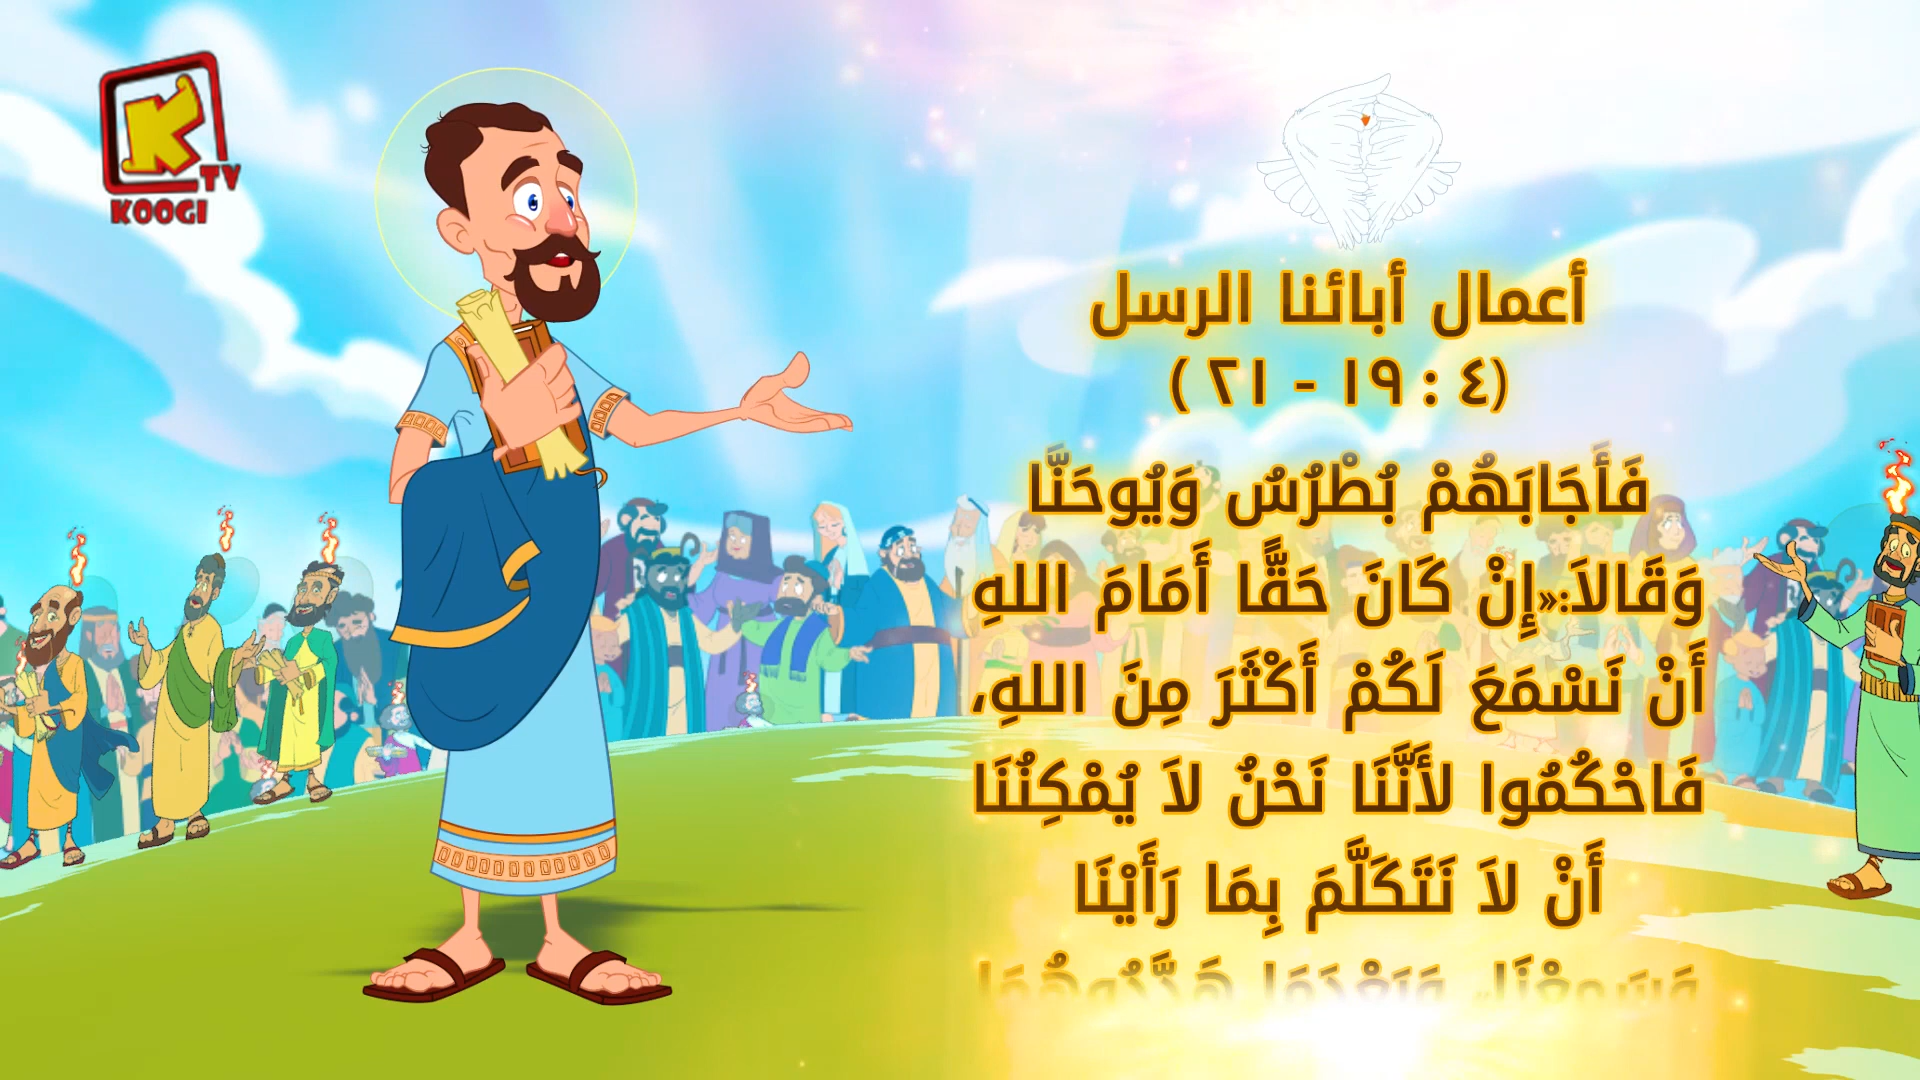 K TV
KOOGI
أعمال أبائنا الرسل
(٤ : ١٩ - ٢١ )
فَأَجَابَهُمْ بُطْرُسُ وَيُوحَنَّا
وَقَالاَ:«إِنْ كَانَ حَقًّا أَمَامَ اللهِ
أَنْ نَسْمَعَ لَكُمْ أَكْثَرَ مِنَ اللهِ،
فَاحْكُمُوا لأَنَّنَا نَحْنُ لاَ يُمْكِنُنَا
أَنْ لاَ نَتَكَلَّمَ بِمَا رَأَيْنَا